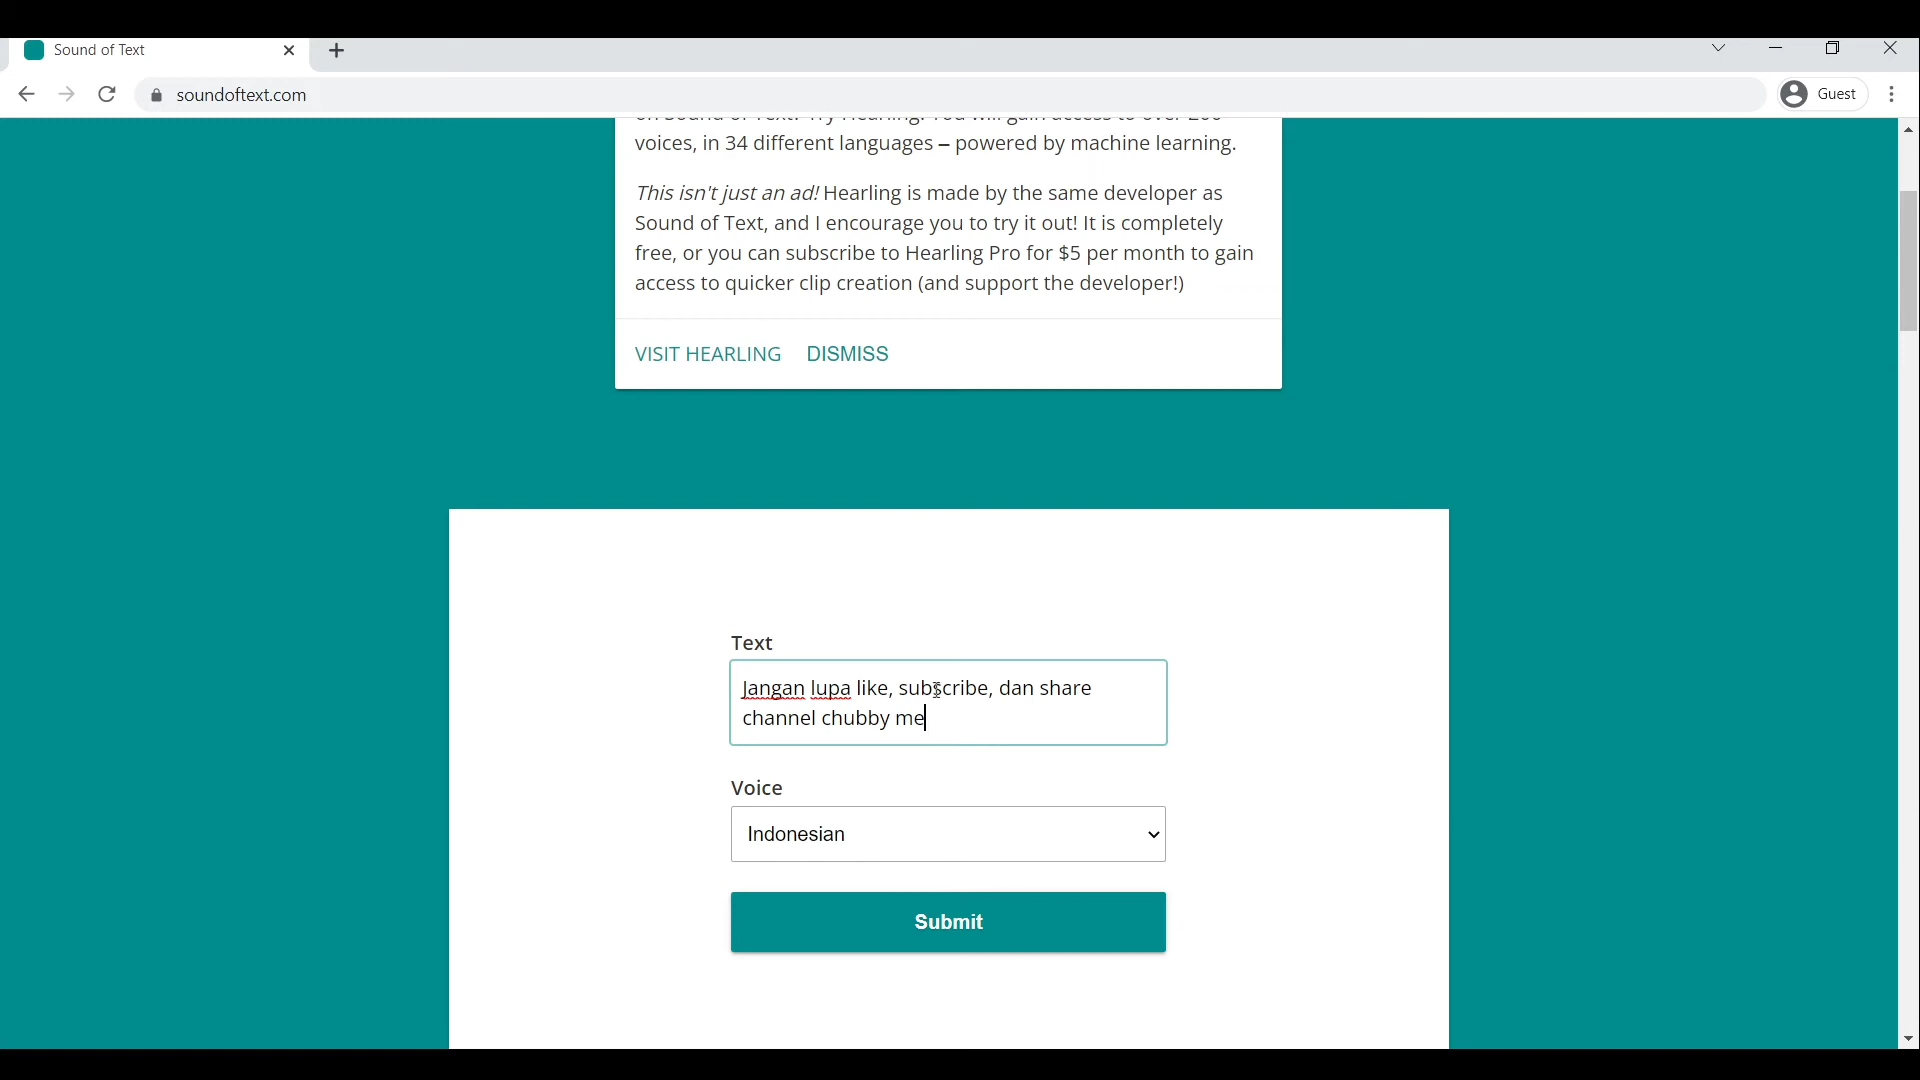 Sound of Text
soundoftext.com
Guest
voices, in 34 different languages – powered by machine learning.
This isn't just an ad! Hearling is made by the same developer as
Sound of Text, and I encourage you to try it out! It is completely
free, or you can subscribe to Hearling Pro for $5 per month to gain
access to quicker clip creation (and support the developer!)
VISIT HEARLING DISMISS
Text
Jangan lupa like, subscribe, dan share
channel chubby me
Voice
Indonesian
Submit